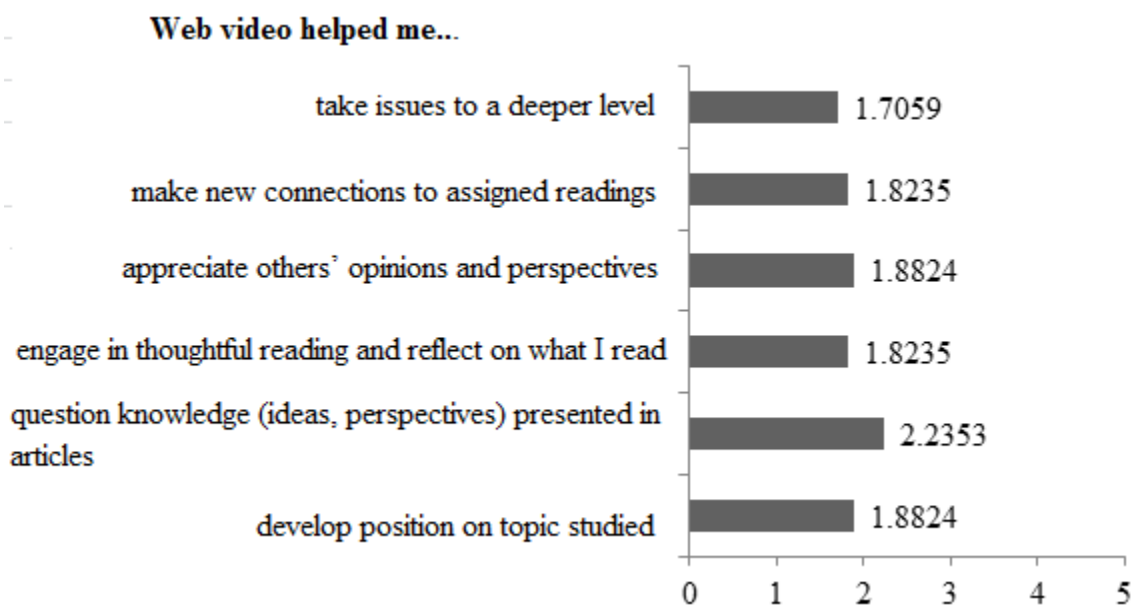 Web video helped me...
take issues to a deeper level
1.7059
make new connections to assigned readings
1.8235
appreciate others’ opinions and perspectives
1.8824
engage in thoughtful reading and reflect on what I read
1.8235
question knowledge (ideas, perspectives) presented in
articles
2.2353
develop position on topic studied
1.8824
0 1 2 3 4 5